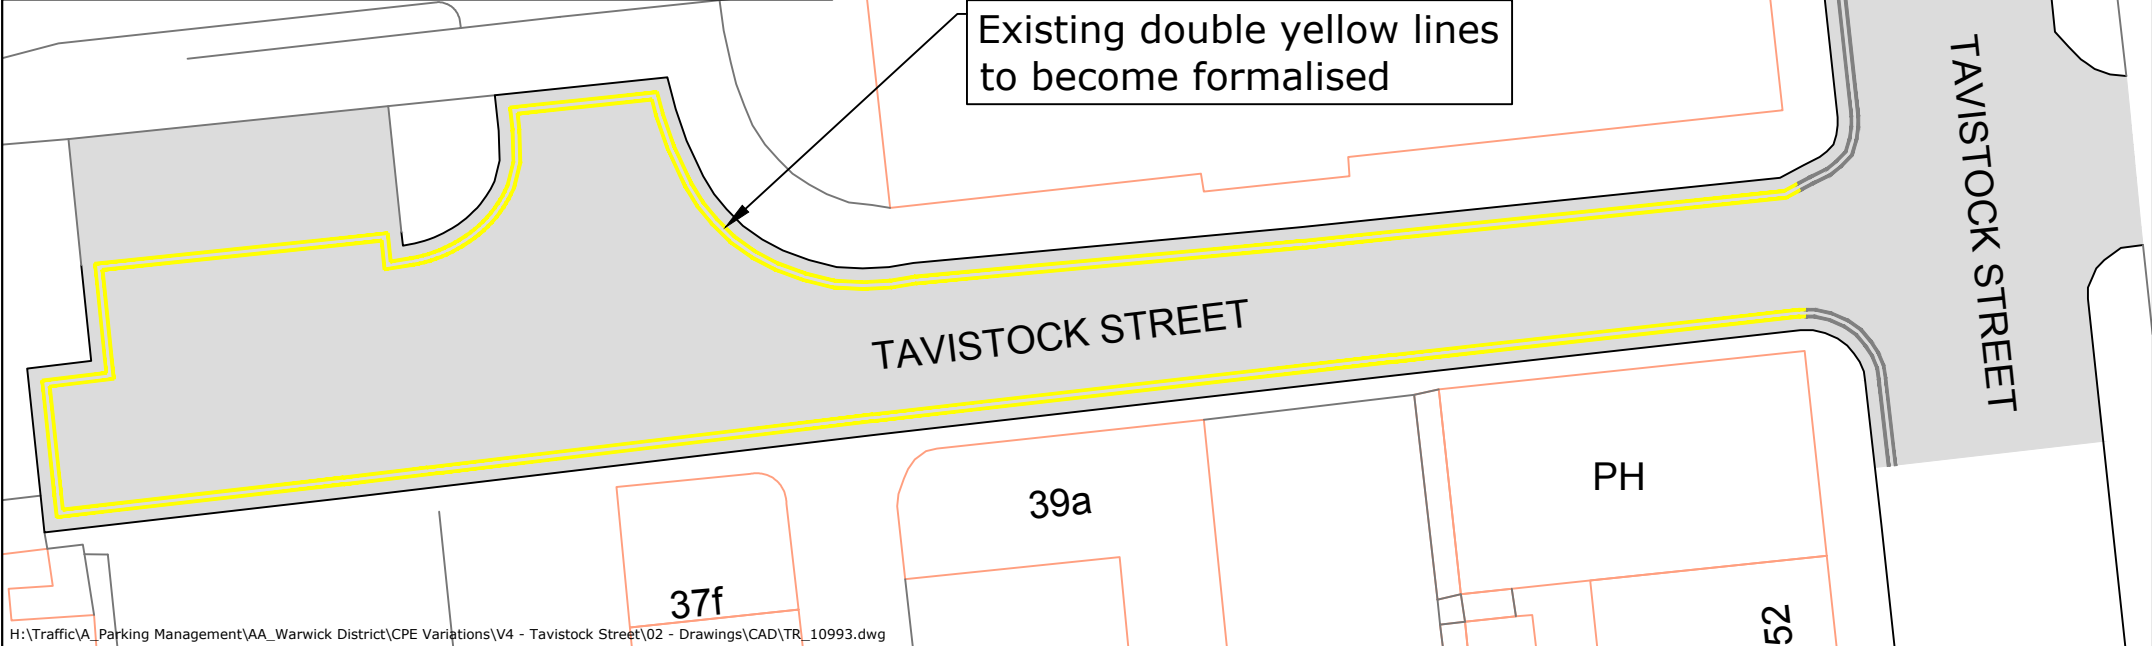 Existing double yellow lines
to become formalised
TAVISTOCK STREET
TAVISTOCK STREET
39a
PH
37f
52
H:\Traffic\A_Parking Management\AA_Warwick District\CPE Variations\V4 - Tavistock Street\02 - Drawings\CAD\TR_10993.dwg